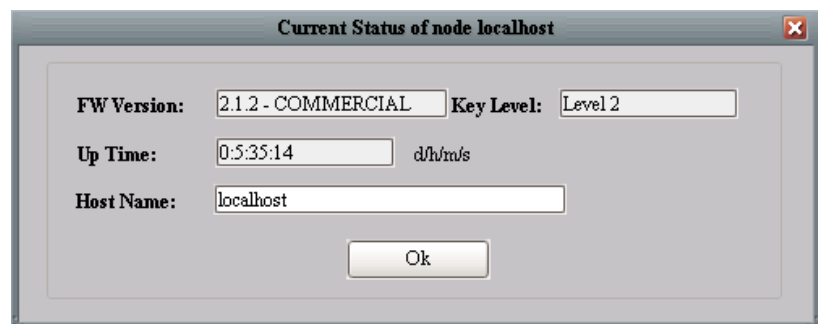 Current Status of node localhost
FW Version: 2.1.2 - COMMERCIAL Key Level: Level 2
Up Time: 0:5:35:14 d/h/m/s
Host Name: localhost
Ok